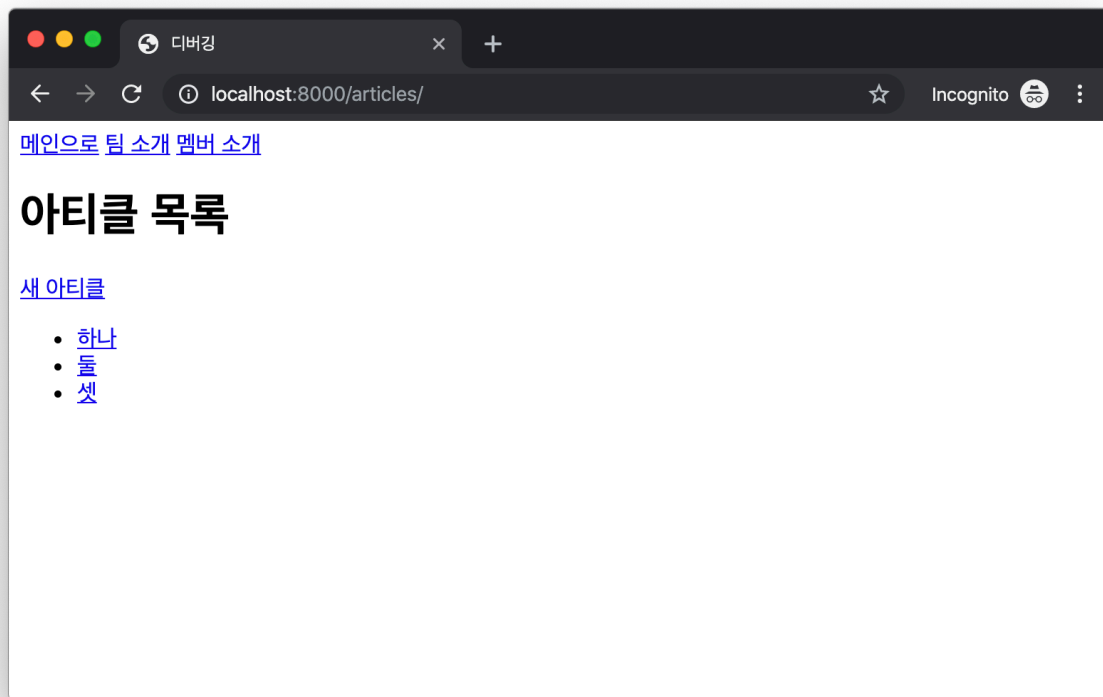 디버깅
localhost:8000/articles/
Incognito
메인으로 팀 소개 멤버 소개
아티클 목록
새 아티클
하나
둘
셋